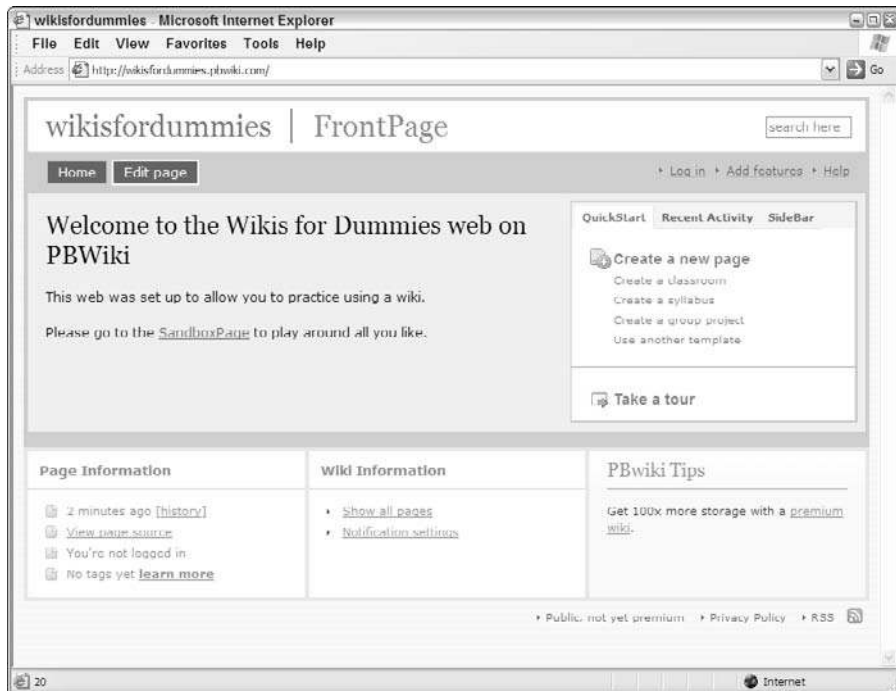 wikisfordummies - Microsoft Internet Explorer
File Edit View Favorites Tools Help
Address http://wikisfordummies.pbwiki.com/ Go
wikisfordummies | FrontPage
search here
Home Edit page
Log in Add features Help
Welcome to the Wikis for Dummies web on
PBWiki
This web was set up to allow you to practice using a wiki.
Please go to the SandboxPage to play around all you like.
QuickStart Recent Activity SideBar
Create a new page
Create a classroom
Create a syllabus
Create a group project
Use another template
Take a tour
Page Information
2 minutes ago [history]
View page source
You're not logged in
No tags yet learn more
Wiki Information
Show all pages
Notification settings
PBwiki Tips
Get 100x more storage with a premium
wiki.
Public, not yet premium Privacy Policy RSS
20 Internet